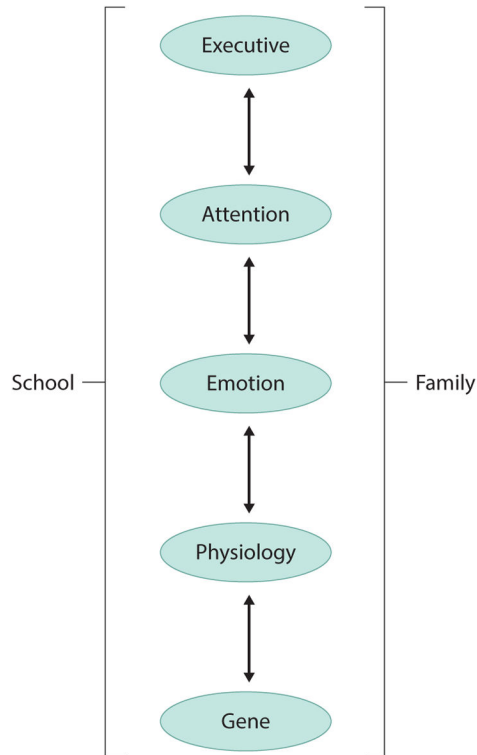 Executive
Attention
School
Emotion
Family
Physiology
Gene